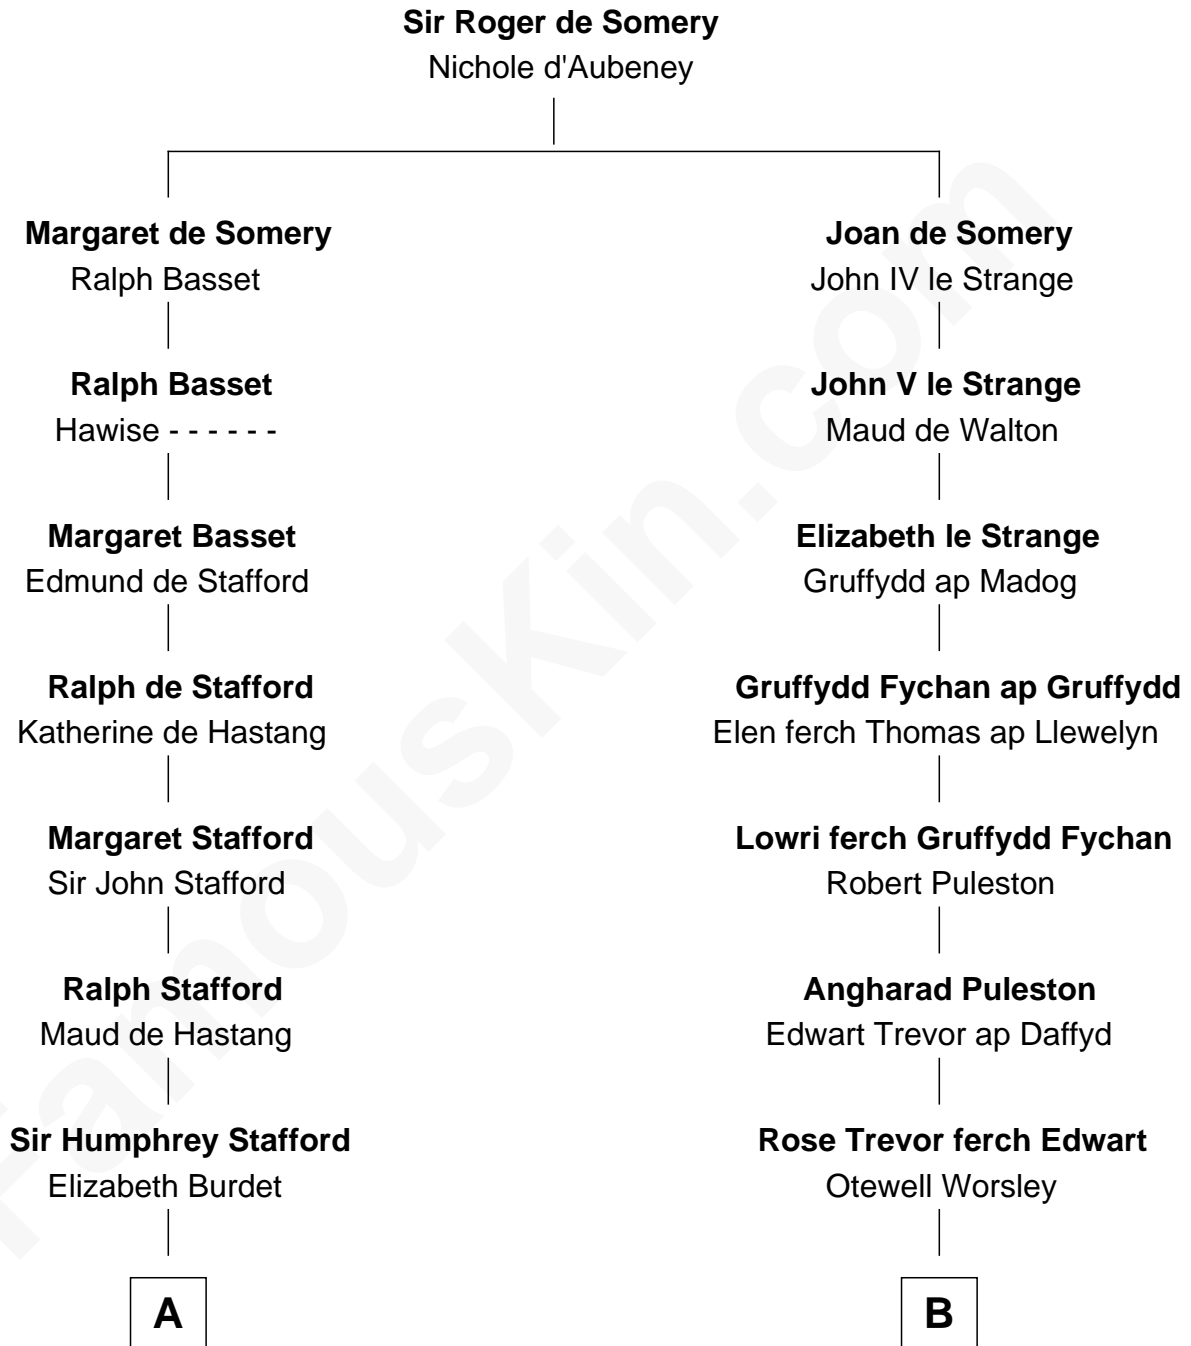 Sir Roger de Somery
Nichole d'Aubeney
Margaret de Somery
Ralph Basset
Joan de Somery
John IV le Strange
Ralph Basset
Hawise - - - - - -
John V le Strange
Maud de Walton
Margaret Basset
Edmund de Stafford
Elizabeth le Strange
Gruffydd ap Madog
Ralph de Stafford
Katherine de Hastang
Gruffydd Fychan ap Gruffydd
Elen ferch Thomas ap Llewelyn
Margaret Stafford
Sir John Stafford
Lowri ferch Gruffydd Fychan
Robert Puleston
Ralph Stafford
Maud de Hastang
Angharad Puleston
Edwart Trevor ap Daffyd
Sir Humphrey Stafford
Elizabeth Burdet
Rose Trevor ferch Edwart
Otewell Worsley
A
B
FamousKin.com